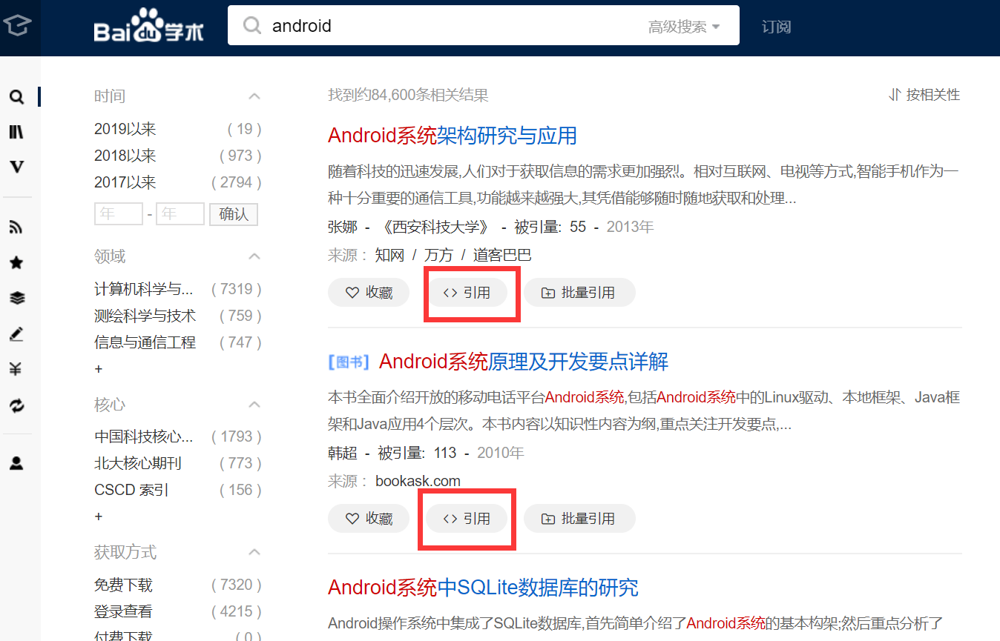 Bai du 学术
android
高级搜索
订阅
时间
2019以来 ( 19 )
2018以来 ( 973 )
2017以来 ( 2794 )
年 - 年 确认
领域
计算机科学与... ( 7319 )
测绘科学与技术 ( 759 )
信息与通信工程 ( 747 )
+
核心
中国科技核心... ( 1793 )
北大核心期刊 ( 773 )
CSCD 索引 ( 156 )
+
获取方式
免费下载 ( 7320 )
登录查看 ( 4215 )
付费下载 ( 0 )
找到约84,600条相关结果
按相关性
Android系统架构研究与应用
随着科技的迅速发展,人们对于获取信息的需求更加强烈。相对互联网、电视等方式,智能手机作为一
种十分重要的通信工具,功能越来越强大,其凭借能够随时随地获取和处理...
张娜 - 《西安科技大学》 - 被引量: 55 - 2013年
来源： 知网 / 万方 / 道客巴巴
收藏 <> 引用 批量引用
[图书] Android系统原理及开发要点详解
本书全面介绍开放的移动电话平台Android系统,包括Android系统中的Linux驱动、本地框架、Java框
架和Java应用4个层次。本书内容以知识性内容为纲,重点关注开发要点,...
韩超 - 被引量: 113 - 2010年
来源： bookask.com
收藏 <> 引用 批量引用
Android系统中SQLite数据库的研究
Android操作系统中集成了SQLite数据库,首先简单介绍了Android系统的基本构架;然后重点分析了